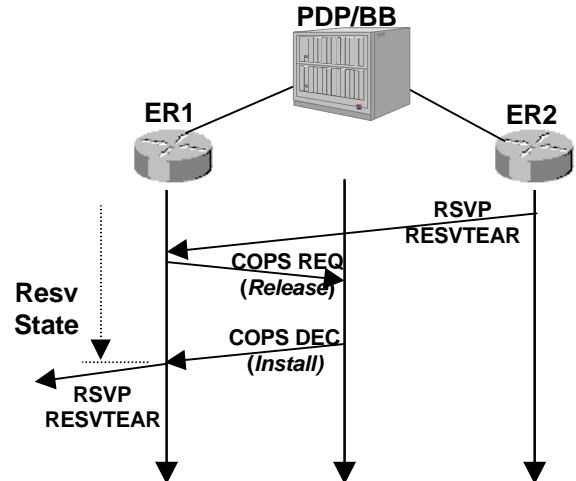 PDP/BB
ER1
ER2
RSVP
RESVTEAR
COPS REQ
(Release)
Resv
State
COPS DEC
(Install)
RSVP
RESVTEAR